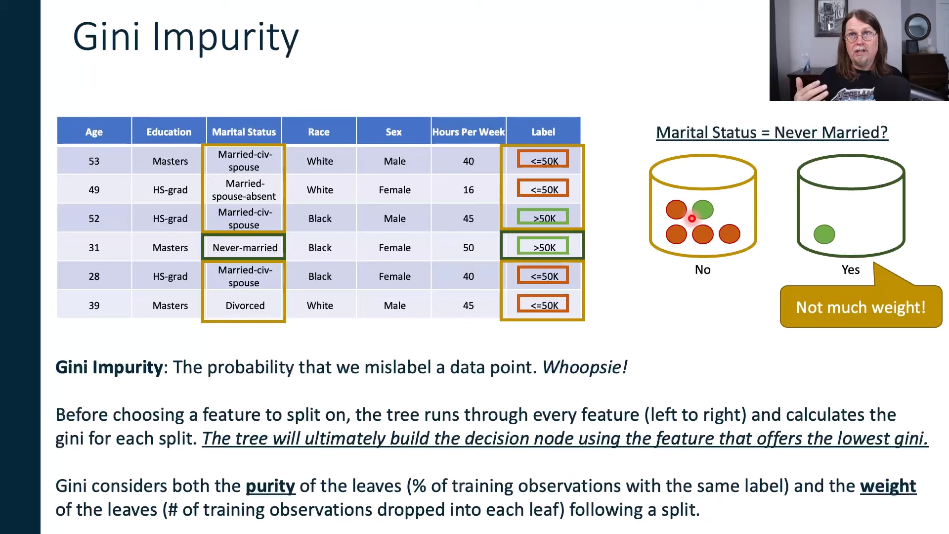 Gini Impurity
Age Education Marital Status Race Sex Hours Per Week Label
53 Masters Married-civ-spouse White Male 40 <=50K
49 HS-grad Married-spouse-absent White Female 16 <=50K
52 HS-grad Married-civ-spouse Black Male 45 >50K
31 Masters Never-married Black Female 50 >50K
28 HS-grad Married-civ-spouse Black Female 40 <=50K
39 Masters Divorced White Male 45 <=50K
Marital Status = Never Married?
No Yes
Not much weight!
Gini Impurity: The probability that we mislabel a data point. Whoopsie!
Before choosing a feature to split on, the tree runs through every feature (left to right) and calculates the
gini for each split. The tree will ultimately build the decision node using the feature that offers the lowest gini.
Gini considers both the purity of the leaves (% of training observations with the same label) and the weight
of the leaves (# of training observations dropped into each leaf) following a split.